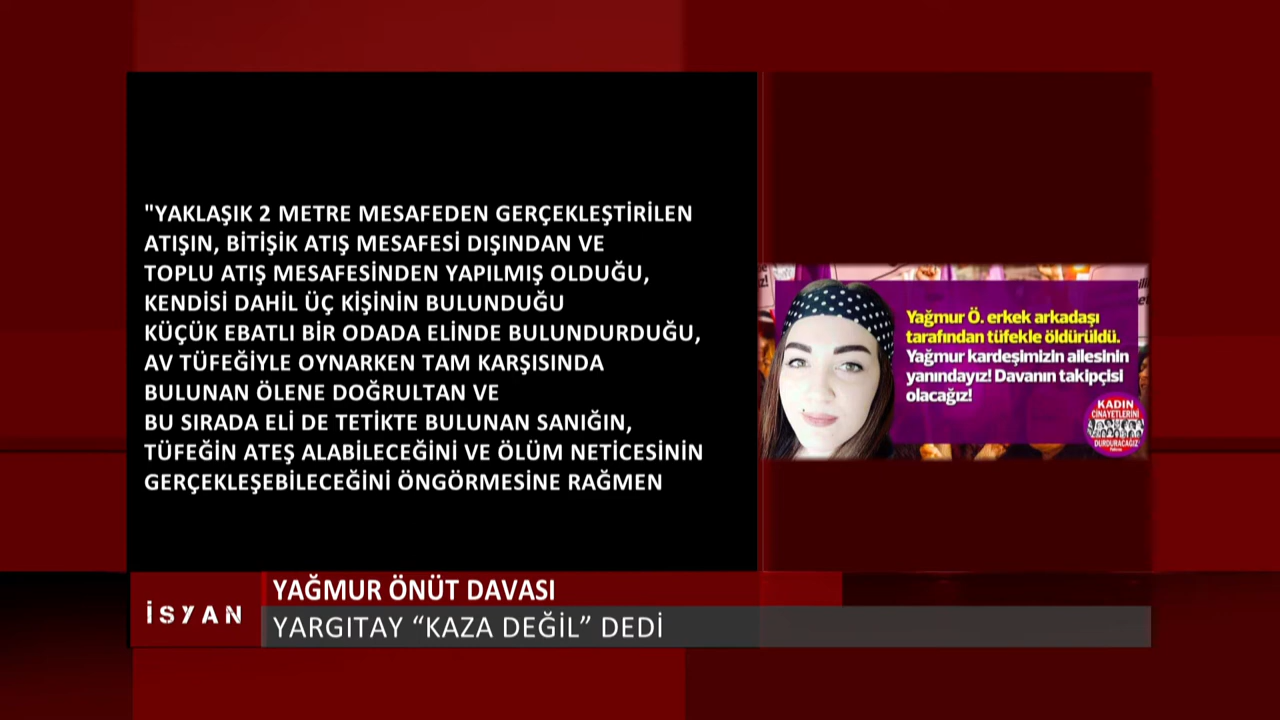 "YAKLAŞIK 2 METRE MESAFEDEN GERÇEKLEŞTİRİLEN
ATIŞIN, BİTİŞİK ATIŞ MESAFESİ DIŞINDAN VE
TOPLU ATIŞ MESAFESİNDEN YAPILMIŞ OLDUĞU,
KENDİSİ DAHİL ÜÇ KİŞİNİN BULUNDUĞU
KÜÇÜK EBATLI BİR ODADA ELİNDE BULUNDURDUĞU,
AV TÜFEĞİYLE OYNARKEN TAM KARŞISINDA
BULUNAN ÖLENE DOĞRULTAN VE
BU SIRADA ELİ DE TETİKTE BULUNAN SANIĞIN,
TÜFEĞİN ATEŞ ALABİLECEĞİNİ VE ÖLÜM NETİCESİNİN
GERÇEKLEŞEBİLECEĞİNİ ÖNGÖRMESİNE RAĞMEN
Yağmur Ö. erkek arkadaşı
tarafından tüfekle öldürüldü.
Yağmur kardeşimizin ailesinin
yanındayız! Davanın takipçisi
olacağız!
KADIN
CİNAYETLERİNİ
DURDURACAĞIZ
YAĞMUR ÖNÜT DAVASI
İSYAN
YARGITAY “KAZA DEĞİL” DEDİ